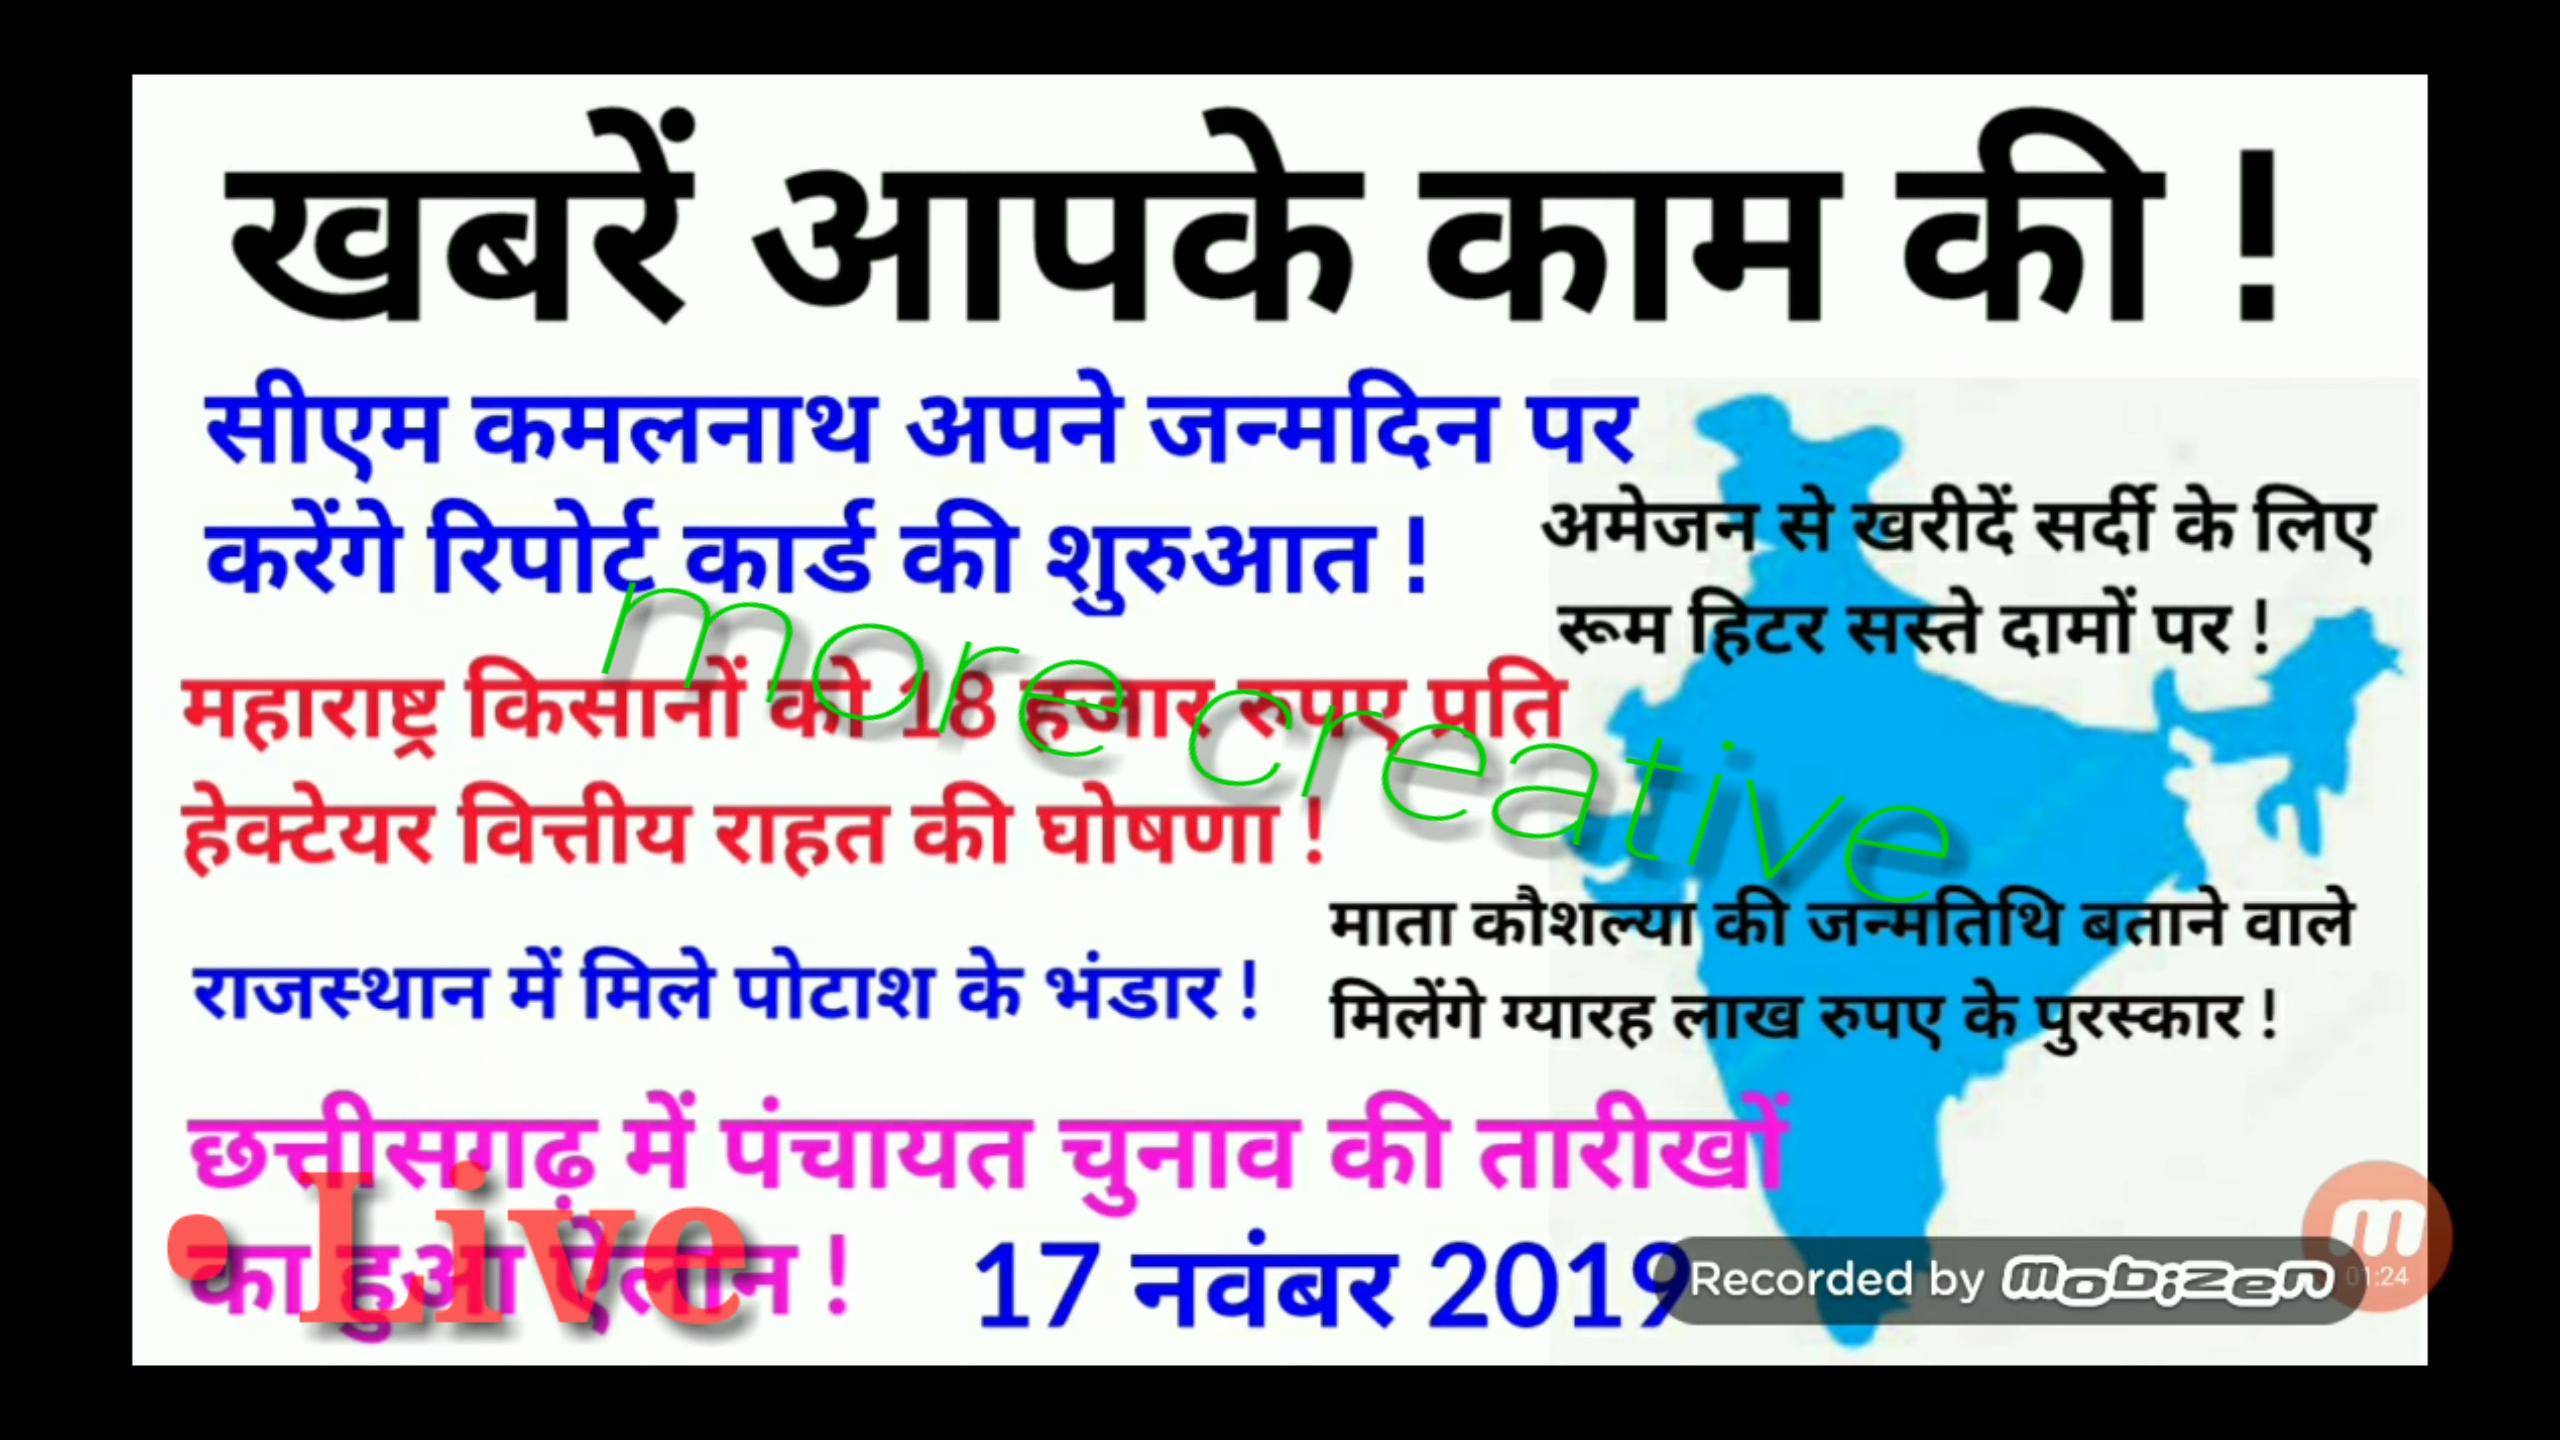 खबरें आपके काम की !
सीएम कमलनाथ अपने जन्मदिन पर
करेंगे रिपोर्ट कार्ड की शुरुआत !
अमेजन से खरीदें सर्दी के लिए
रूम हिटर सस्ते दामों पर !
more creative
महाराष्ट्र किसानों को 18 हजार रुपए प्रति
हेक्टेयर वित्तीय राहत की घोषणा !
माता कौशल्या की जन्मतिथि बताने वाले
मिलेंगे ग्यारह लाख रुपए के पुरस्कार !
राजस्थान में मिले पोटाश के भंडार !
छत्तीसगढ़ में पंचायत चुनाव की तारीखों
का हुआ ऐंलान !
• Live
17 नवंबर 2019
Recorded by mobizen
01:24